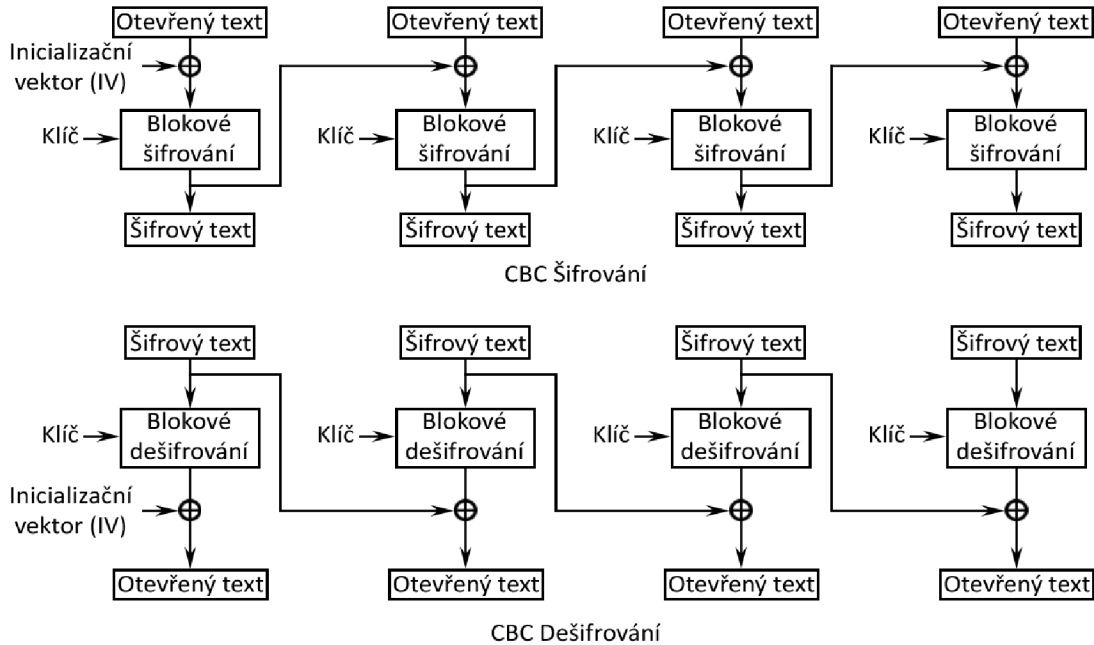 Otevřený text
Otevřený text
Otevřený text
Otevřený text
Inicializační
vektor (IV)
Klíč
Blokové
šifrování
Klíč
Blokové
šifrování
Klíč
Blokové
šifrování
Klíč
Blokové
šifrování
Šifrový text
Šifrový text
Šifrový text
Šifrový text
CBC Šifrování
Šifrový text
Šifrový text
Šifrový text
Šifrový text
Klíč
Blokové
dešifrování
Klíč
Blokové
dešifrování
Klíč
Blokové
dešifrování
Klíč
Blokové
dešifrování
Inicializační
vektor (IV)
Otevřený text
Otevřený text
Otevřený text
Otevřený text
CBC Dešifrování